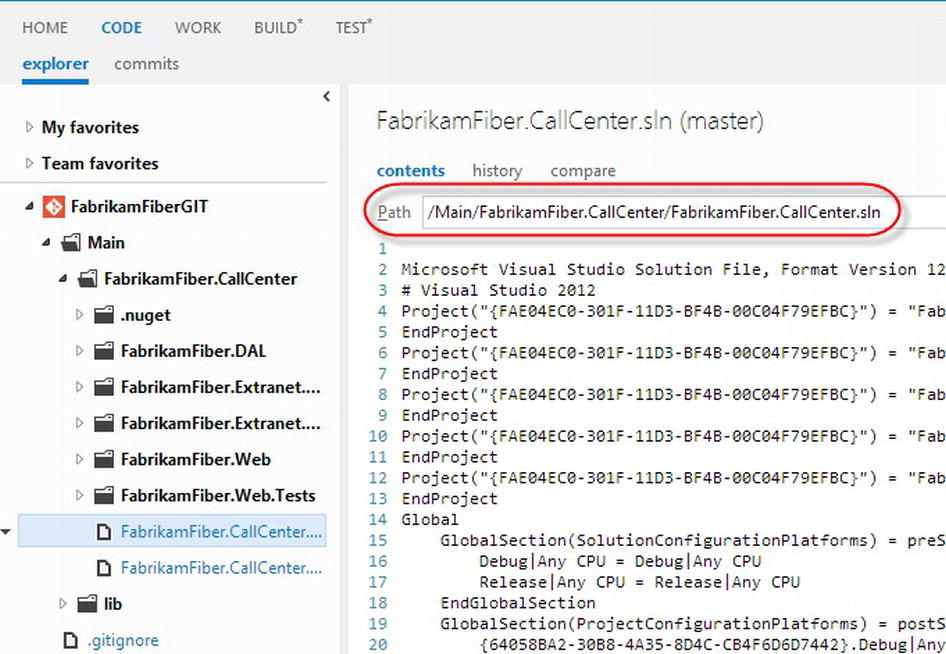 HOME CODE WORK BUILD* TEST*
explorer commits
My favorites
Team favorites
FabrikamFiberGIT
Main
FabrikamFiber.CallCenter
.nuget
FabrikamFiber.DAL
FabrikamFiber.Extranet....
FabrikamFiber.Extranet....
FabrikamFiber.Web
FabrikamFiber.Web.Tests
FabrikamFiber.CallCenter....
FabrikamFiber.CallCenter....
lib
.gitignore
FabrikamFiber.CallCenter.sln (master)
contents history compare
Path /Main/FabrikamFiber.CallCenter/FabrikamFiber.CallCenter.sln
1
2 Microsoft Visual Studio Solution File, Format Version 12
3 # Visual Studio 2012
4 Project("{FAE04EC0-301F-11D3-BF4B-00C04F79EFBC}") = "Fab
5 EndProject
6 Project("{FAE04EC0-301F-11D3-BF4B-00C04F79EFBC}") = "Fab
7 EndProject
8 Project("{FAE04EC0-301F-11D3-BF4B-00C04F79EFBC}") = "Fab
9 EndProject
10 Project("{FAE04EC0-301F-11D3-BF4B-00C04F79EFBC}") = "Fab
11 EndProject
12 Project("{FAE04EC0-301F-11D3-BF4B-00C04F79EFBC}") = "Fab
13 EndProject
14 Global
15 GlobalSection(SolutionConfigurationPlatforms) = preS
16 Debug|Any CPU = Debug|Any CPU
17 Release|Any CPU = Release|Any CPU
18 EndGlobalSection
19 GlobalSection(ProjectConfigurationPlatforms) = postS
20 {64058BA2-30B8-4A35-8D4C-CB4F6D6D7442}.Debug|Any